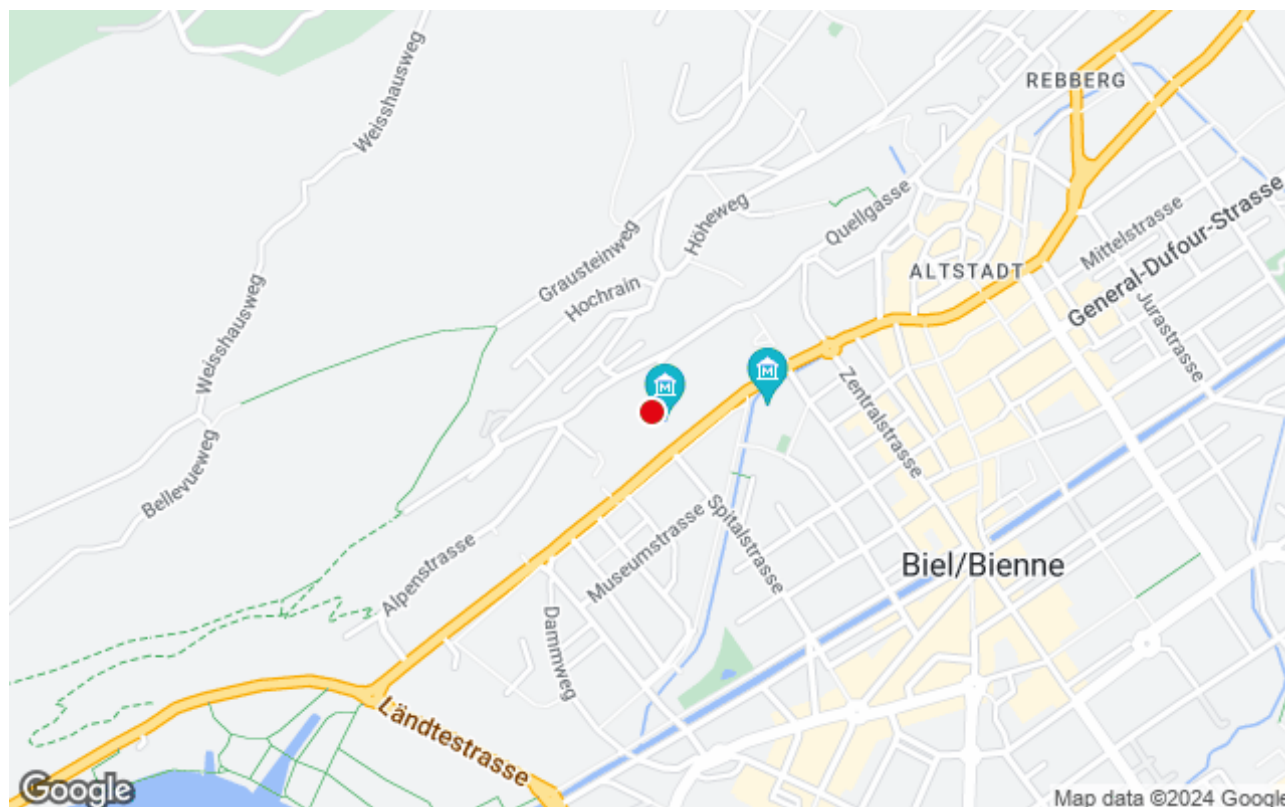 REBBERG
Weisshausweg
Quellgasse
Höheweg
Mittelstrasse
General-Dufour-Strasse
Grausteinweg
ALTSTADT
Hochrain
Jurastrasse
Weisshausweg
M
M
Zentralstrasse
Bellevueweg
Spitalstrasse
Museumstrasse
Biel/Bienne
Alpenstrasse
Dammweg
Ländtestrasse
Google
Map data ©2024 Google